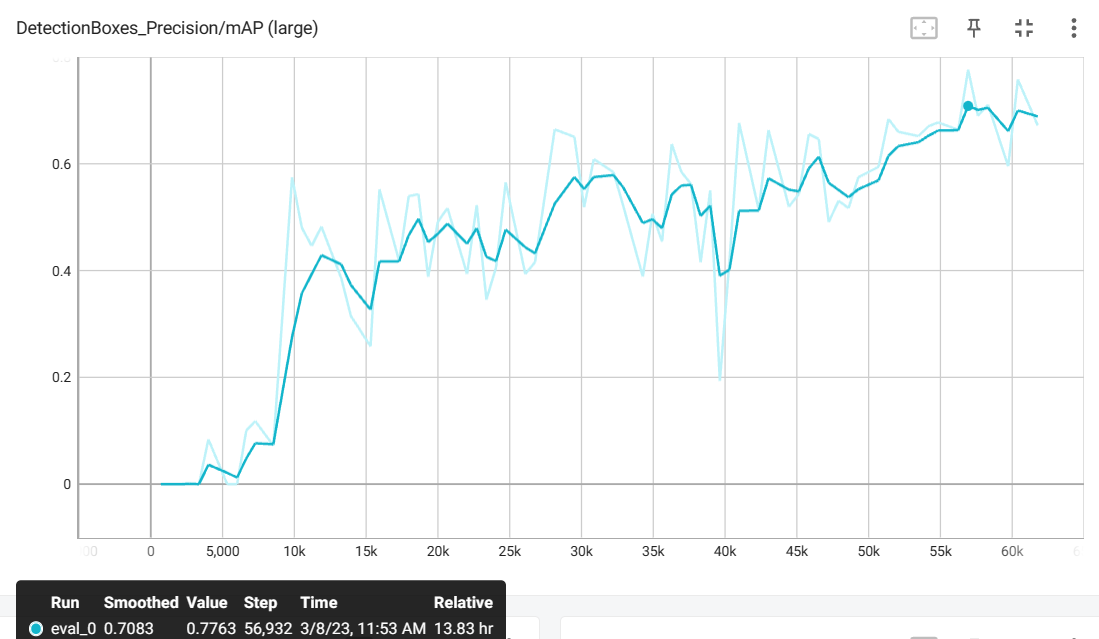 DetectionBoxes_Precision/mAP (large)
0.6
0.4
0.2
0
0 5,000 10k 15k 20k 25k 30k 35k 40k 45k 50k 55k 60k
Run Smoothed Value Step Time Relative
eval_0 0.7083 0.7763 56,932 3/8/23, 11:53 AM 13.83 hr